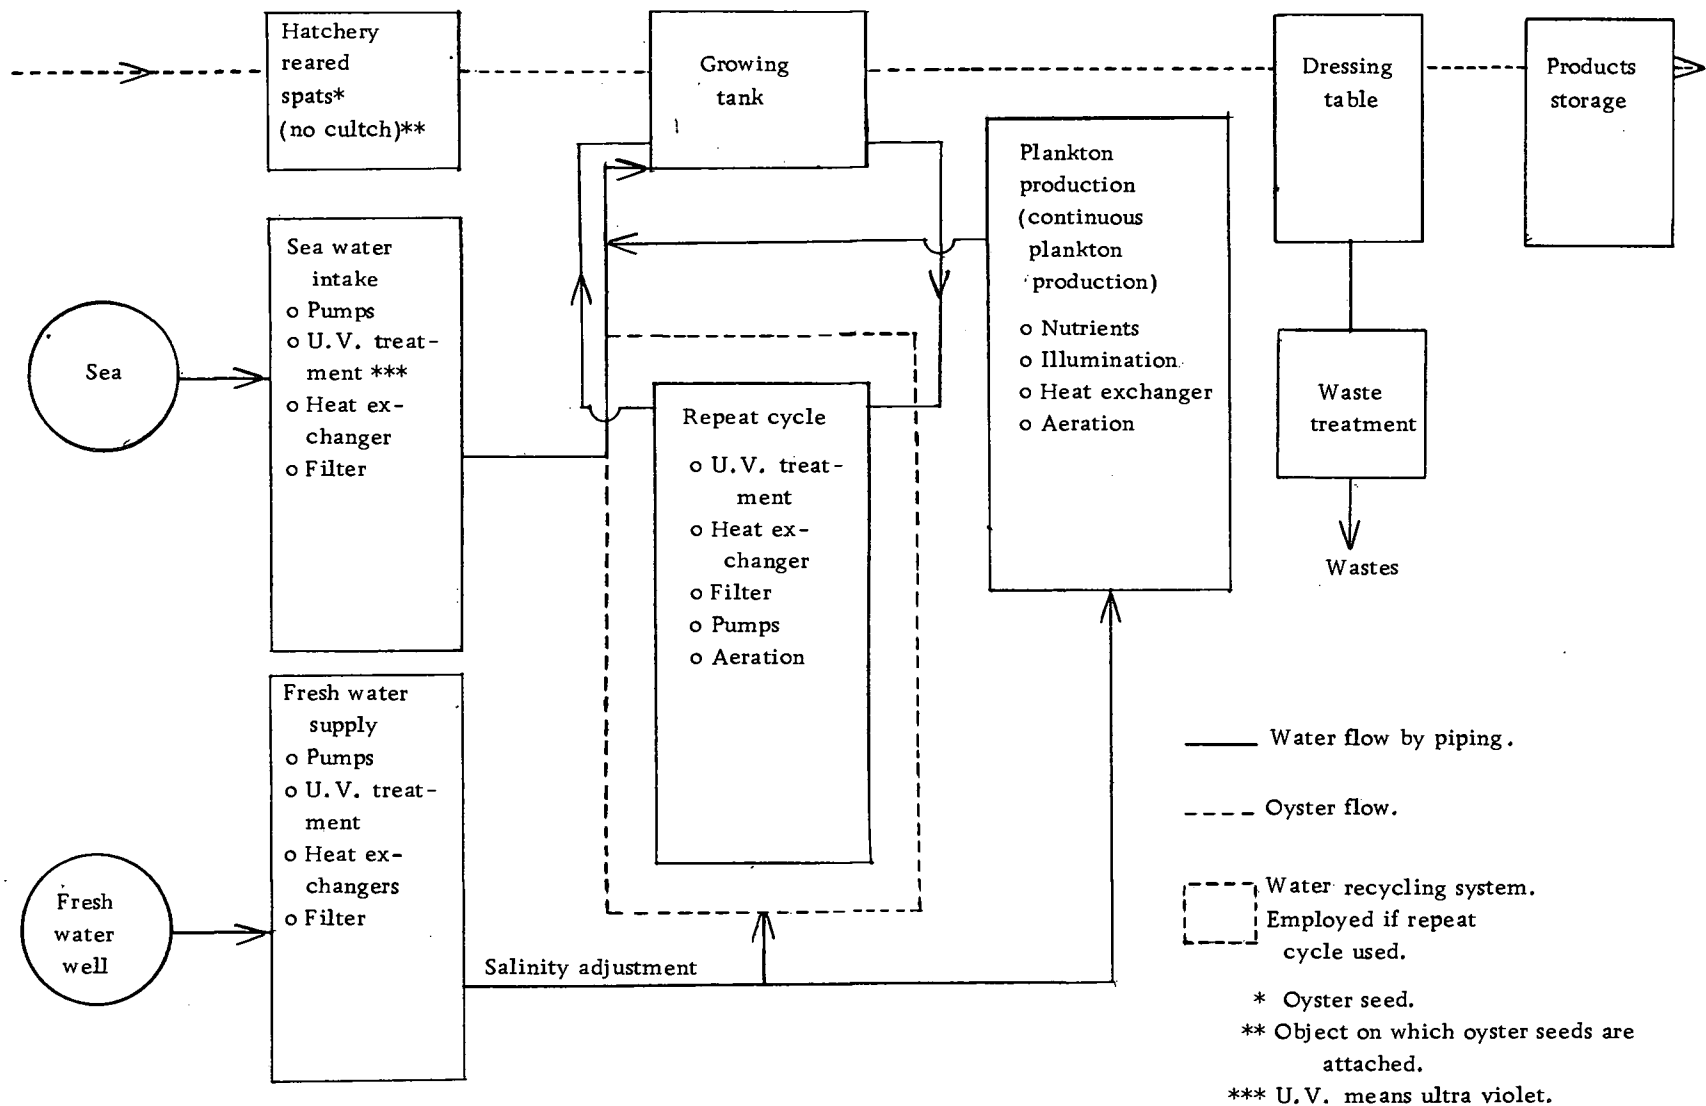 Hatchery
reared
spats*
(no cultch)**
Growing
tank
Dressing
table
Products
storage
Plankton
production
(continuous
plankton
production)
o Nutrients
o Illumination
o Heat exchanger
o Aeration
Sea water
intake
o Pumps
o U.V. treat-
ment ***
o Heat ex-
changer
o Filter
Sea
Repeat cycle
o U.V. treat-
ment
o Heat ex-
changer
o Filter
o Pumps
o Aeration
Waste
treatment
Wastes
Fresh water
supply
o Pumps
o U.V. treat-
ment
o Heat ex-
changers
o Filter
Fresh
water
well
Salinity adjustment
Water flow by piping.
Oyster flow.
Water recycling system.
Employed if repeat
cycle used.
* Oyster seed.
** Object on which oyster seeds are
attached.
*** U.V. means ultra violet.